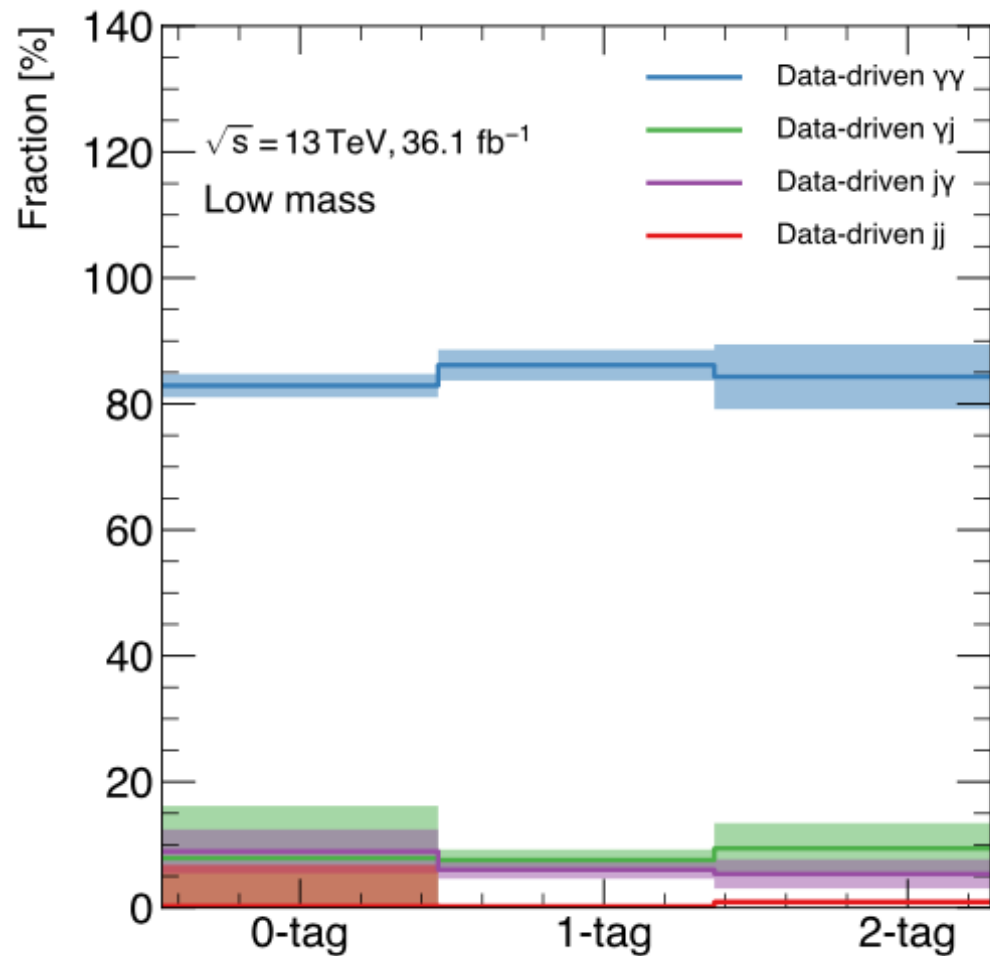 Fraction [%]
140
120
100
80
60
40
20
0
√s = 13 TeV, 36.1 fb⁻¹
Low mass
Data-driven γγ
Data-driven γj
Data-driven jγ
Data-driven jj
0-tag 1-tag 2-tag